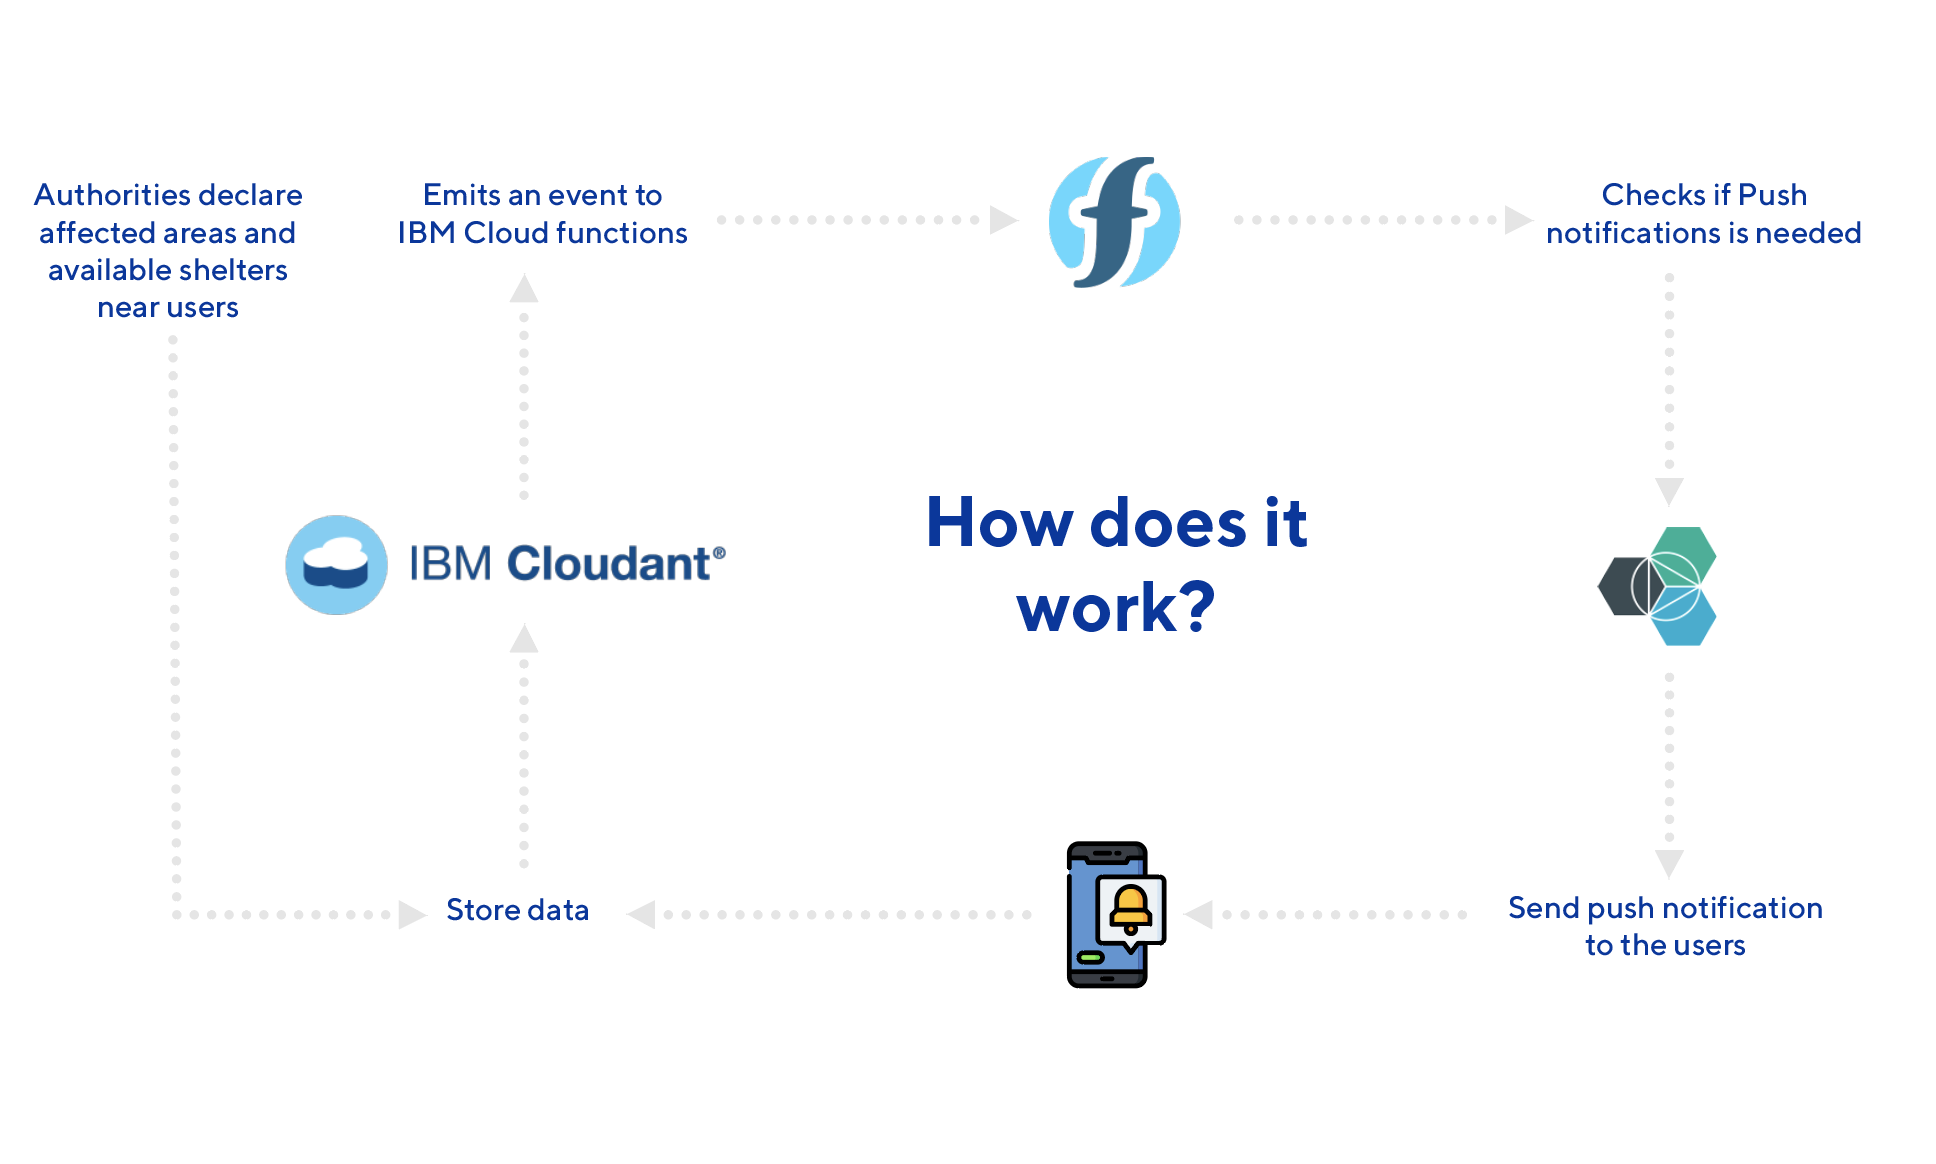 Authorities declare
affected areas and
available shelters
near users
Emits an event to
IBM Cloud functions
Checks if Push
notifications is needed
IBM Cloudant®
How does it
work?
Store data
Send push notification
to the users